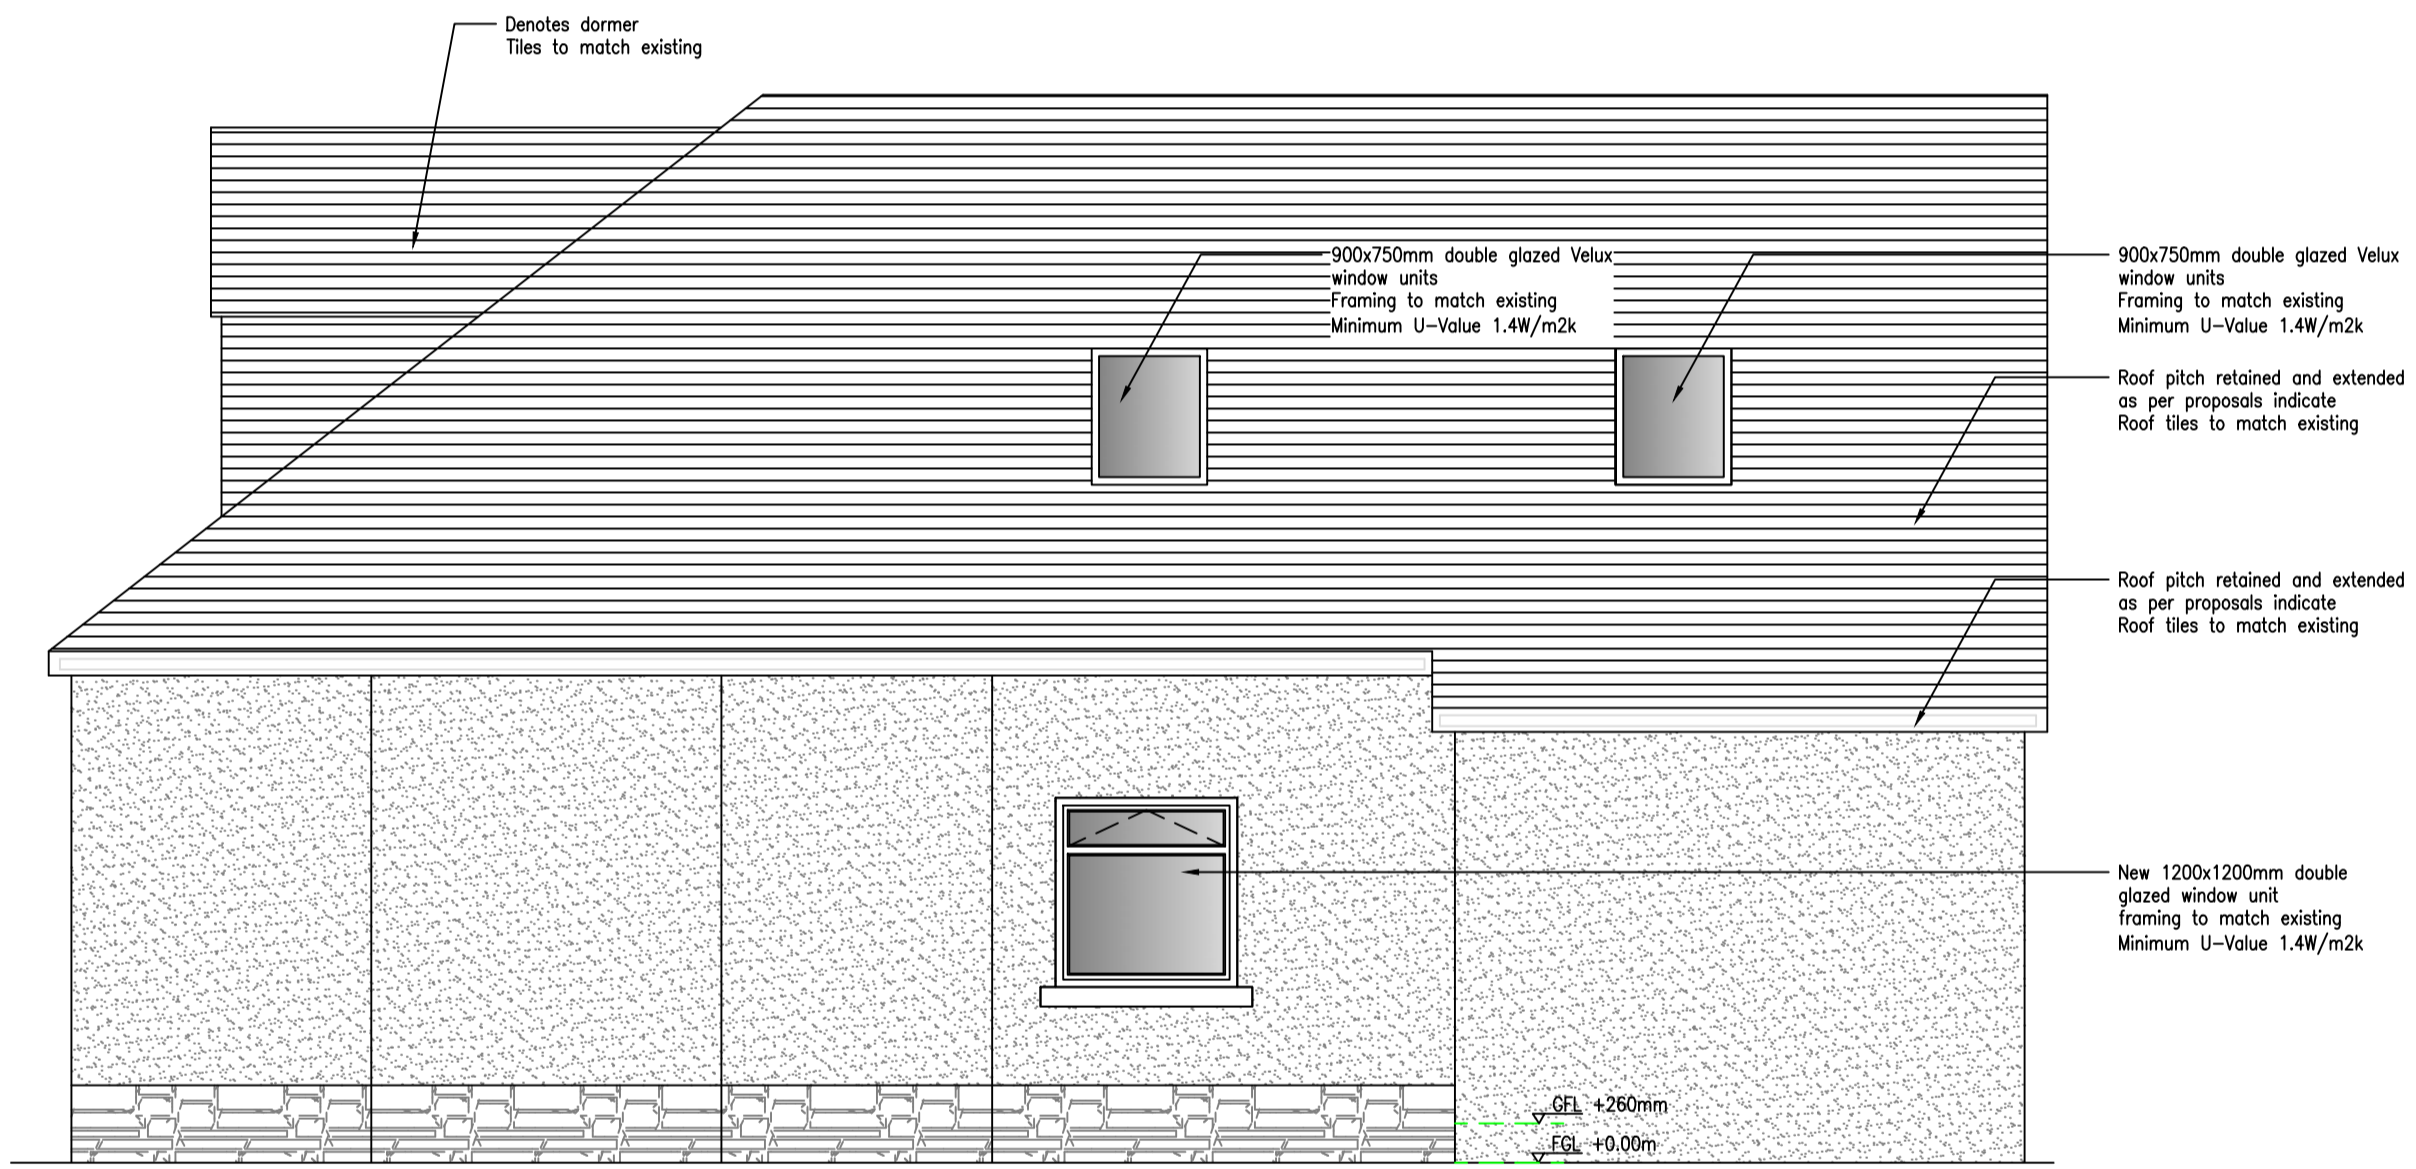 Denotes dormer
Tiles to match existing
900x750mm double glazed Velux
window units
Framing to match existing
Minimum U-Value 1.4W/m2k
900x750mm double glazed Velux
window units
Framing to match existing
Minimum U-Value 1.4W/m2k
Roof pitch retained and extended
as per proposals indicate
Roof tiles to match existing
Roof pitch retained and extended
as per proposals indicate
Roof tiles to match existing
New 1200x1200mm double
glazed window unit
framing to match existing
Minimum U-Value 1.4W/m2k
GFL +260mm
FGL +0.00m